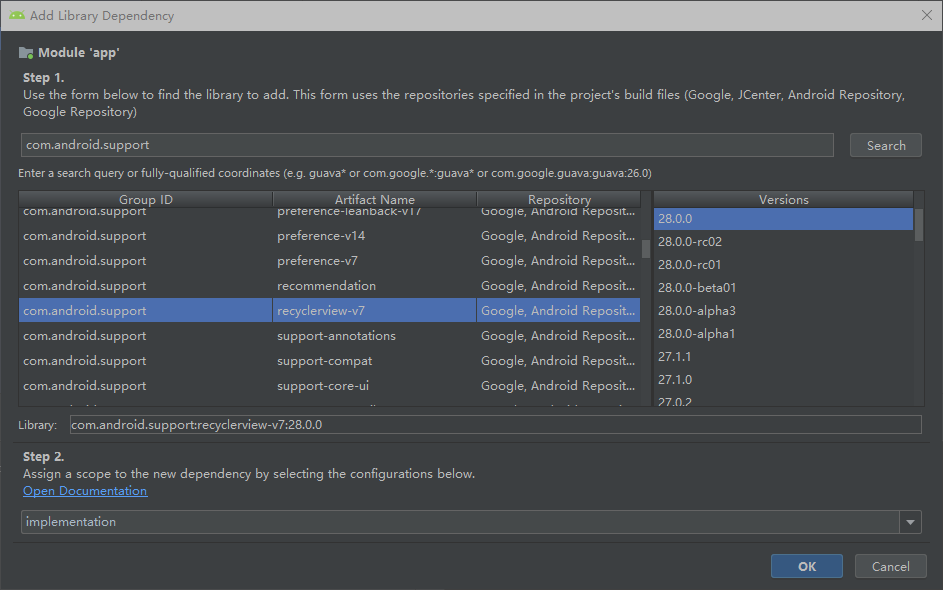 Add Library Dependency
Module 'app'
Step 1.
Use the form below to find the library to add. This form uses the repositories specified in the project's build files (Google, JCenter, Android Repository,
Google Repository)
com.android.support
Search
Enter a search query or fully-qualified coordinates (e.g. guava* or com.google.*:guava* or com.google.guava:guava:26.0)
Group ID Artifact Name Repository Versions
com.android.support preference-leanback-v17 Google, Android Reposit... 28.0.0
com.android.support preference-v14 Google, Android Reposit... 28.0.0-rc02
com.android.support preference-v7 Google, Android Reposit... 28.0.0-rc01
com.android.support recommendation Google, Android Reposit... 28.0.0-beta01
com.android.support recyclerview-v7 Google, Android Reposit... 28.0.0-alpha3
com.android.support support-annotations Google, Android Reposit... 28.0.0-alpha1
com.android.support support-compat Google, Android Reposit... 27.1.1
com.android.support support-core-ui Google, Android Reposit... 27.1.0
27.0.2
Library: com.android.support:recyclerview-v7:28.0.0
Step 2.
Assign a scope to the new dependency by selecting the configurations below.
Open Documentation
implementation
OK Cancel